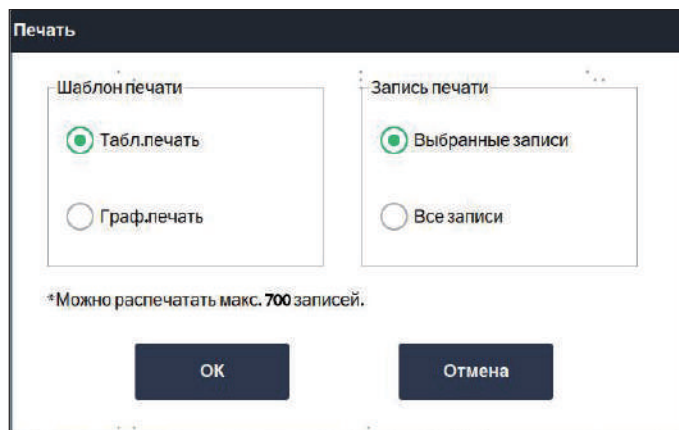 Печать
Шаблон печати
Запись печати
Табл.печать
Выбранные записи
Граф.печать
Все записи
*Можно распечатать макс. 700 записей.
ОК
Отмена